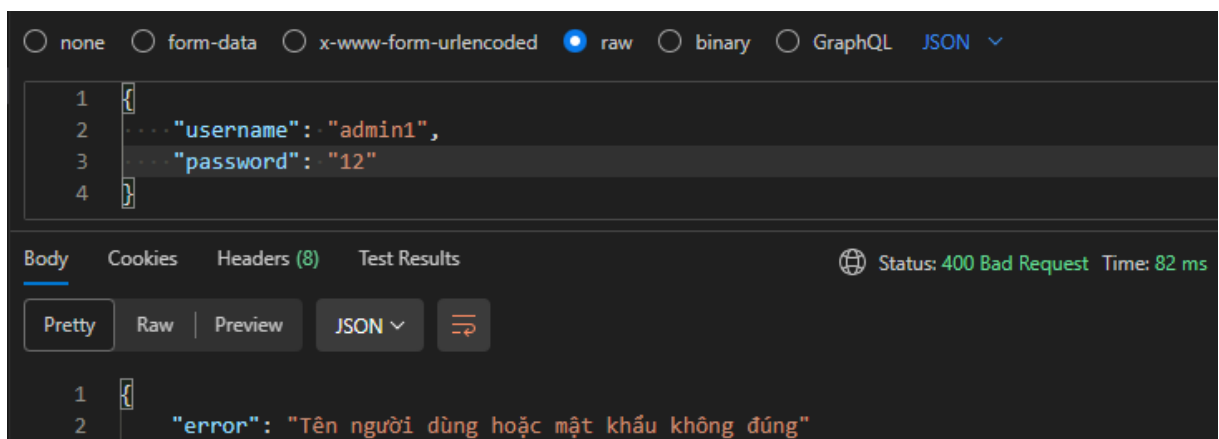 none form-data x-www-form-urlencoded raw binary GraphQL JSON
1 {
2 "username": "admin1",
3 "password": "12"
4 }
Body Cookies Headers (8) Test Results Status: 400 Bad Request Time: 82 ms
Pretty Raw Preview JSON
1 {
2 "error": "Tên người dùng hoặc mật khẩu không đúng"